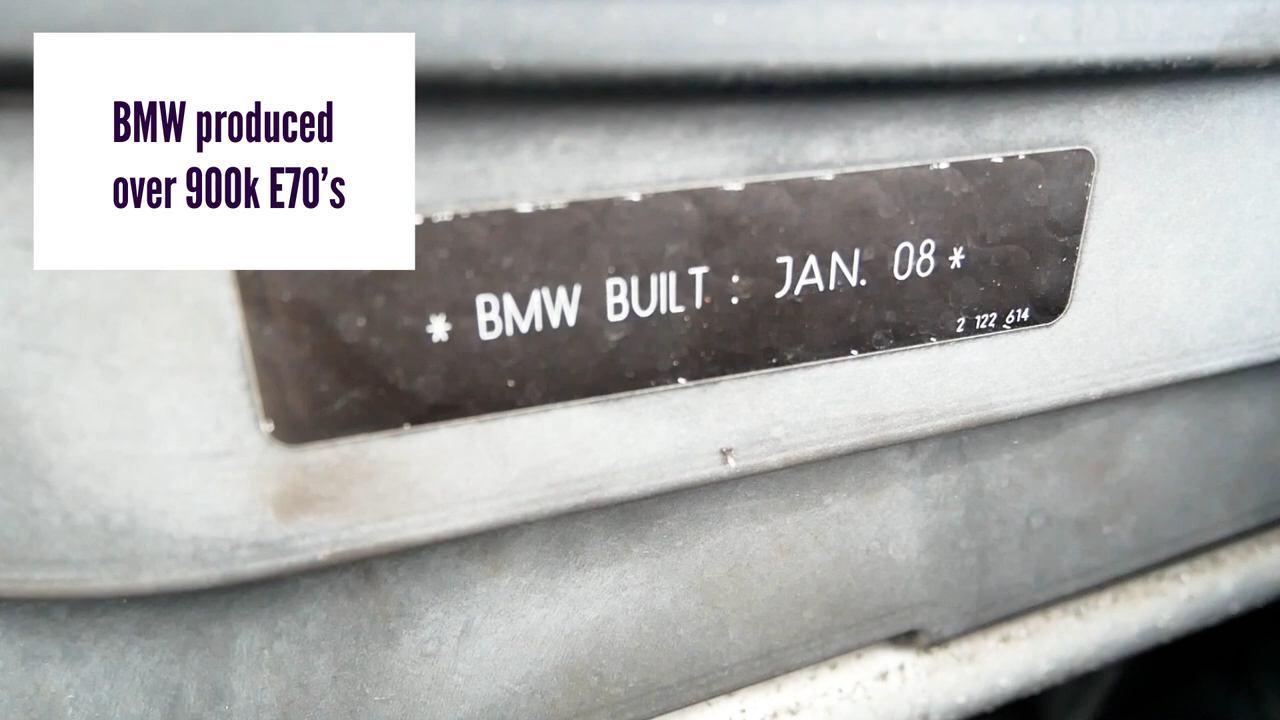 BMW produced
over 900k E70’s
* BMW BUILT : JAN. 08 *
2 122 614